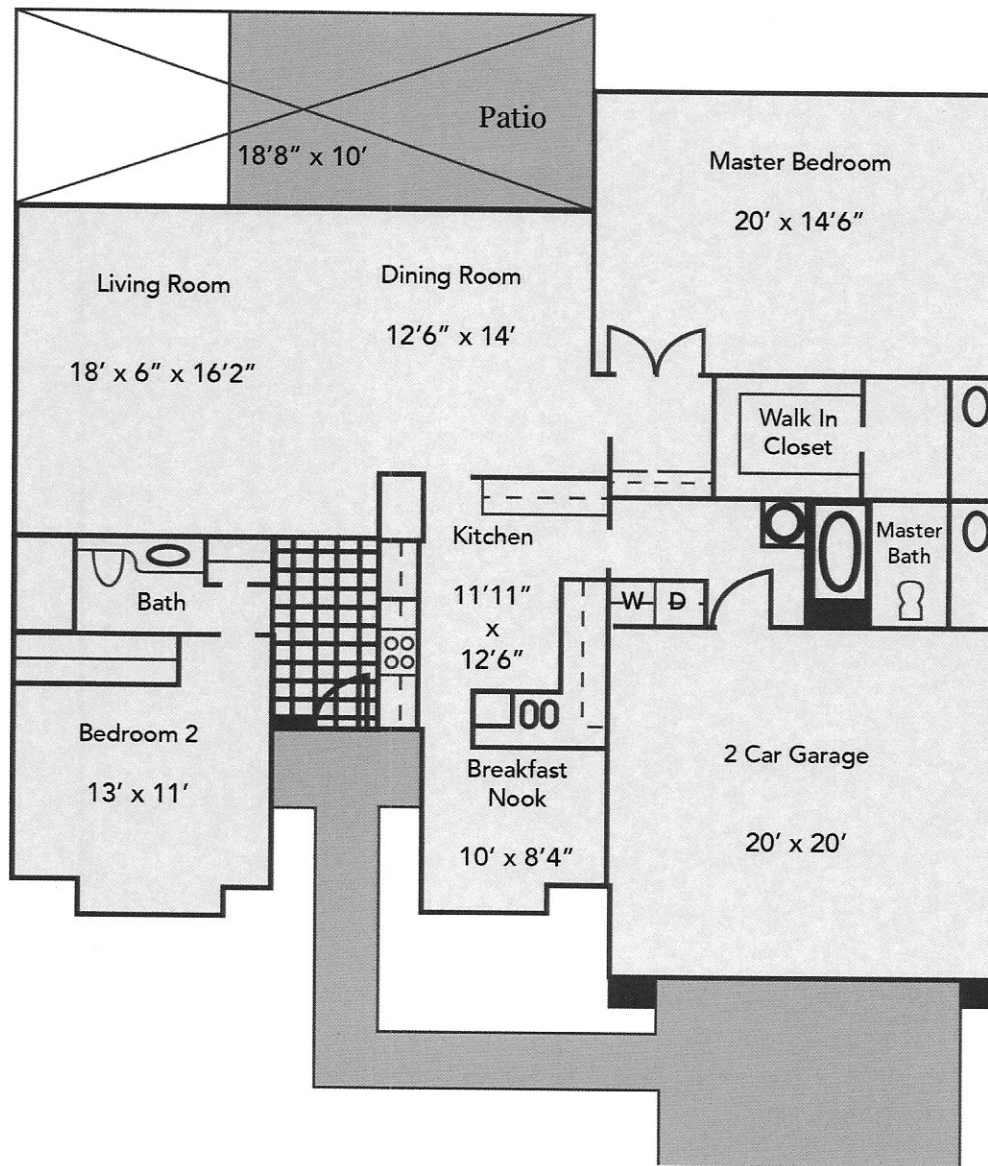 Patio
18'8" x 10'
Master Bedroom
20' x 14'6"
Living Room
18' x 6" x 16'2"
Dining Room
12'6" x 14'
Walk In
Closet
Kitchen
11'11"
x
12'6"
Master
Bath
Bath
W D
Bedroom 2
13' x 11'
Breakfast
Nook
10' x 8'4"
2 Car Garage
20' x 20'